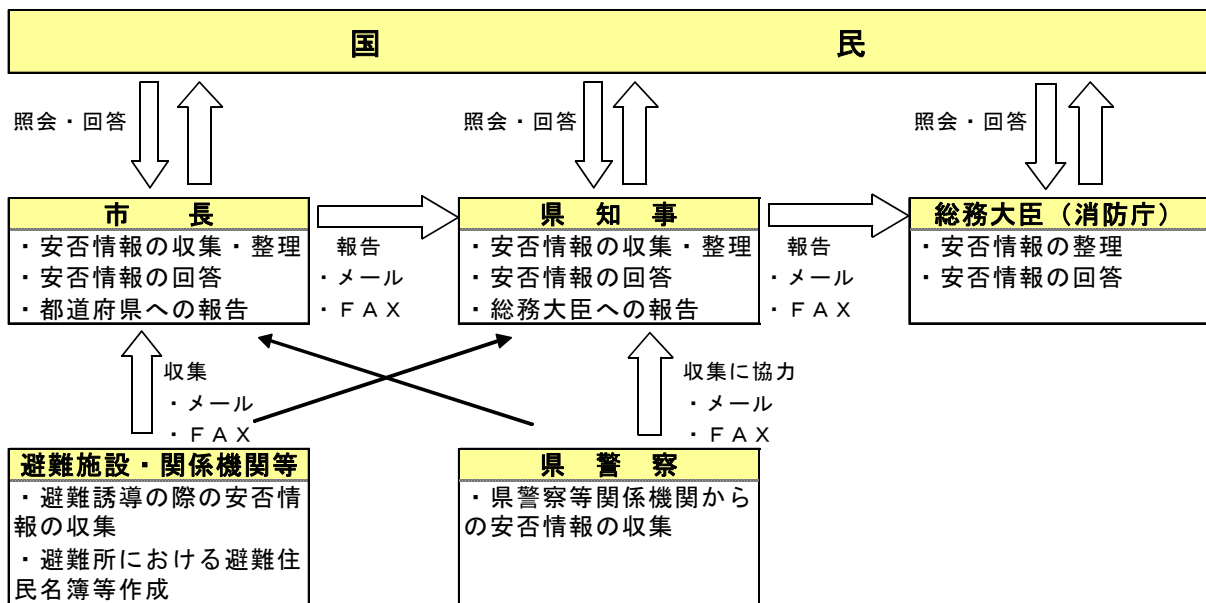 国　民
照会・回答
照会・回答
照会・回答
市　長
・安否情報の収集・整理
・安否情報の回答
・都道府県への報告
報告
・メール
・ＦＡＸ
県　知　事
・安否情報の収集・整理
・安否情報の回答
・総務大臣への報告
報告
・メール
・ＦＡＸ
総務大臣（消防庁）
・安否情報の整理
・安否情報の回答
収集
・メール
・ＦＡＸ
収集に協力
・メール
・ＦＡＸ
避難施設・関係機関等
・避難誘導の際の安否情
報の収集
・避難所における避難住
民名簿等作成
県　警　察
・県警察等関係機関から
の安否情報の収集